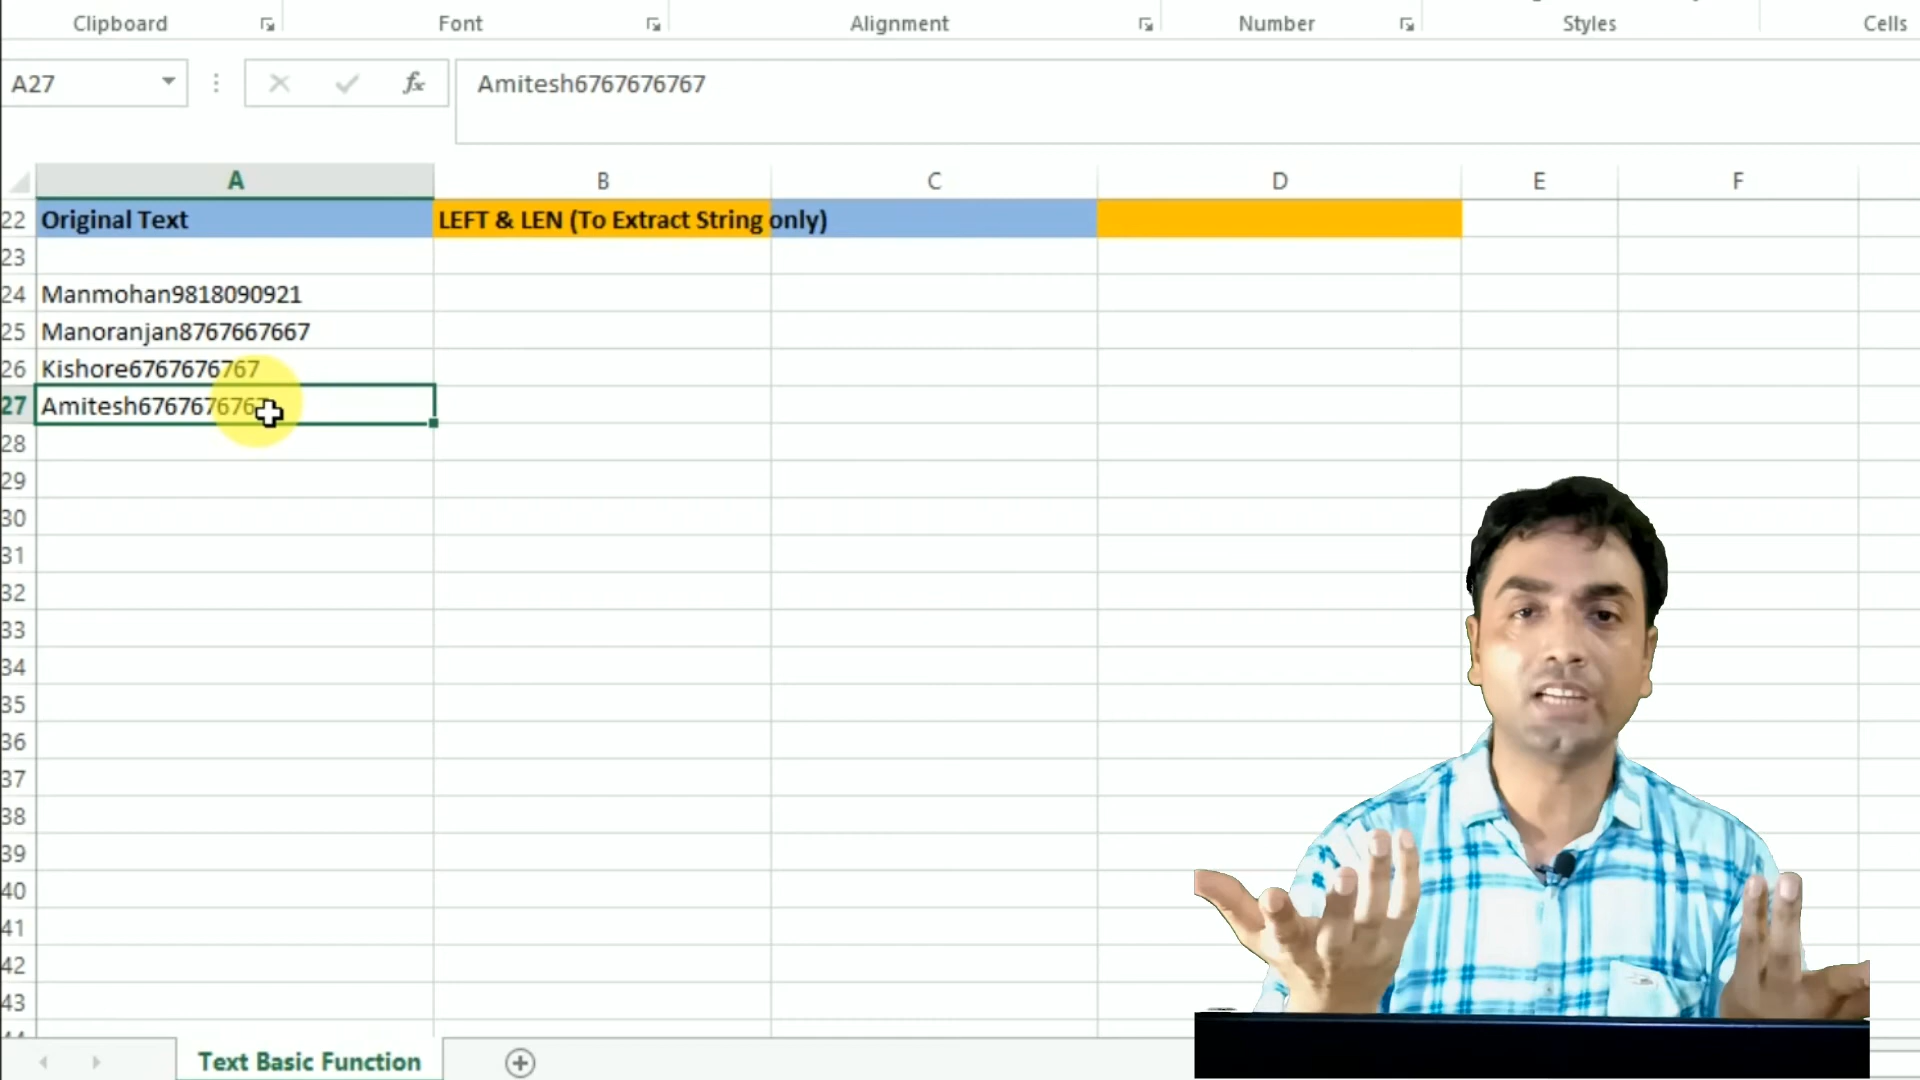 Clipboard Font Alignment Number Styles Cells
A27 fx Amitesh6767676767
A B C D E F
22 Original Text LEFT & LEN (To Extract String only)
23
24 Manmohan9818090921
25 Manoranjan8767667667
26 Kishore6767676767
27 Amitesh676767676
28
29
30
31
32
33
34
35
36
37
38
39
40
41
42
43
Text Basic Function